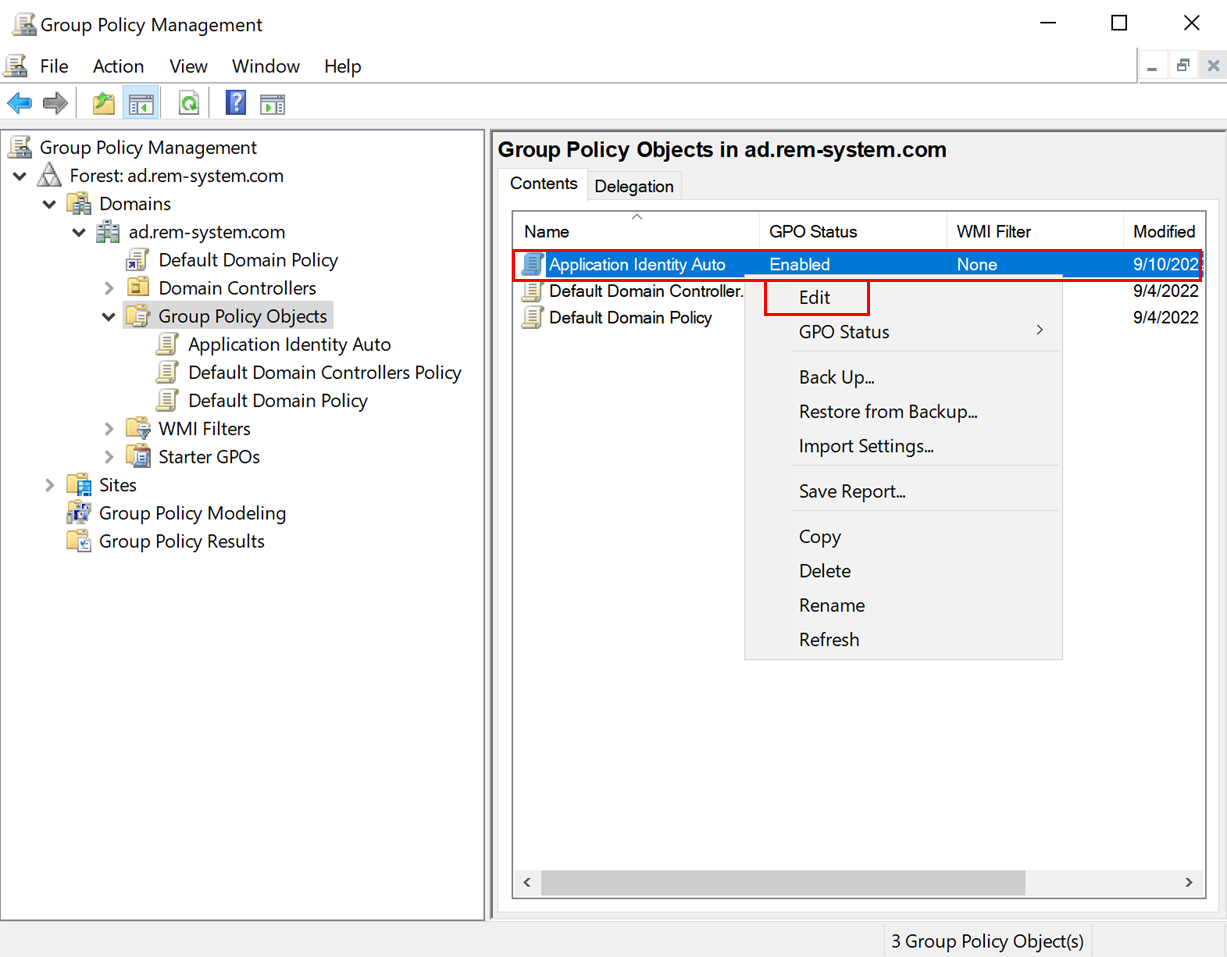 Group Policy Management
File Action View Window Help
Group Policy Management
Forest: ad.rem-system.com
Domains
ad.rem-system.com
Default Domain Policy
Domain Controllers
Group Policy Objects
Application Identity Auto
Default Domain Controllers Policy
Default Domain Policy
WMI Filters
Starter GPOs
Sites
Group Policy Modeling
Group Policy Results
Group Policy Objects in ad.rem-system.com
Contents Delegation
Name GPO Status WMI Filter Modified
Application Identity Auto Enabled None 9/10/202
Default Domain Controller. 9/4/2022
Default Domain Policy 9/4/2022
Edit
GPO Status
Back Up...
Restore from Backup...
Import Settings...
Save Report...
Copy
Delete
Rename
Refresh
3 Group Policy Object(s)